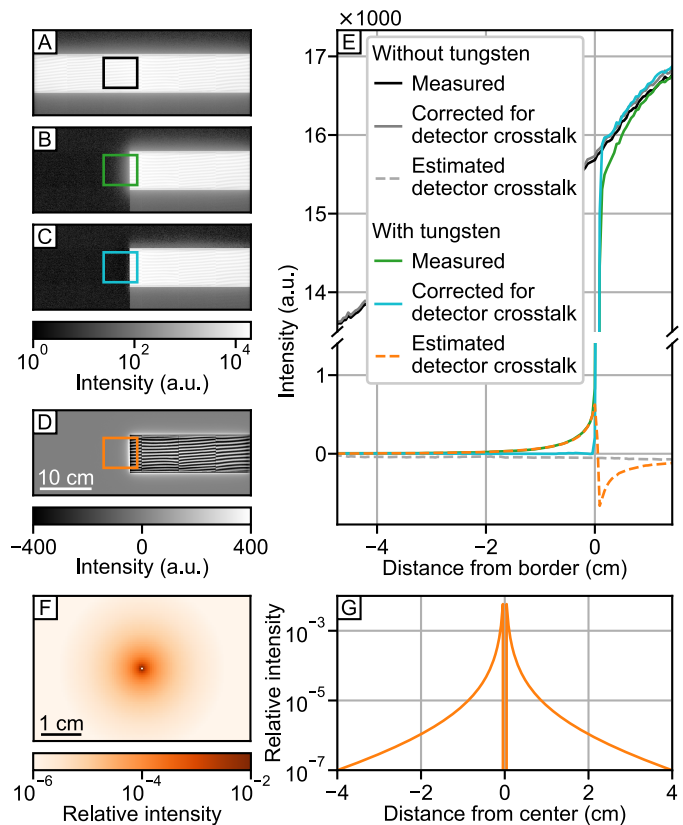 A
B
C
10⁰ 10² 10⁴
Intensity (a.u.)
D
10 cm
−400 0 400
Intensity (a.u.)
×1000
E
17
16
15
14
1
0
Intensity (a.u.)
Without tungsten
Measured
Corrected for
detector crosstalk
Estimated
detector crosstalk
With tungsten
Measured
Corrected for
detector crosstalk
Estimated
detector crosstalk
−4 −2 0
Distance from border (cm)
F
1 cm
10⁻⁶ 10⁻⁴ 10⁻²
Relative intensity
G
Relative intensity
10⁻³
10⁻⁵
10⁻⁷
−4 −2 0 2 4
Distance from center (cm)